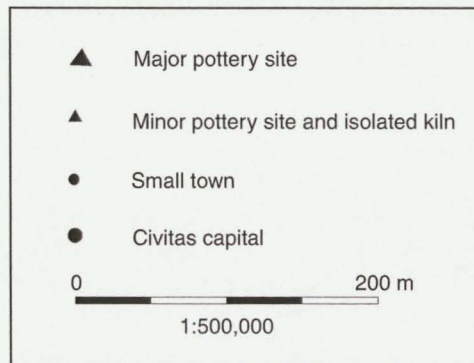 Major pottery site
Minor pottery site and isolated kiln
Small town
Civitas capital
0 200 m
1:500,000